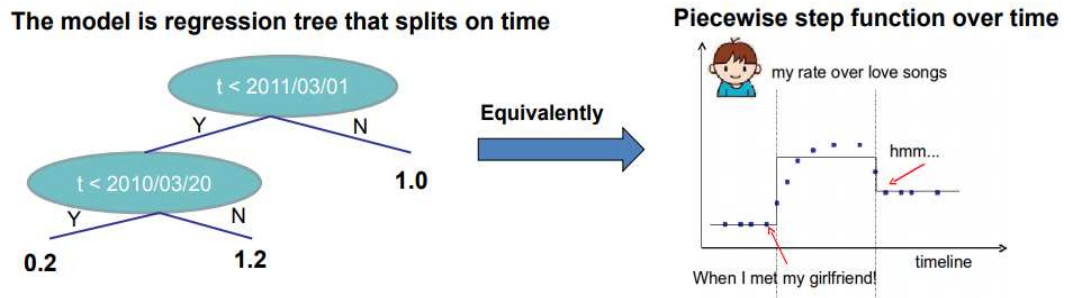 The model is regression tree that splits on time
t < 2011/03/01
Y
N
t < 2010/03/20
1.0
Y
N
0.2
1.2
Equivalently
Piecewise step function over time
my rate over love songs
hmm...
timeline
When I met my girlfriend!